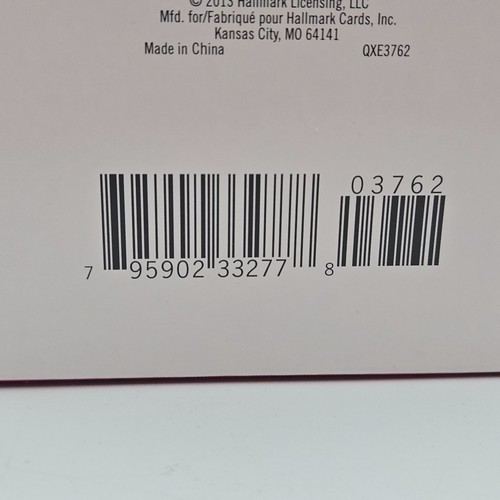 © 2013 Hallmark Licensing, LLC
Mfd. for/Fabriqué pour Hallmark Cards, Inc.
Kansas City, MO 64141
Made in China QXE3762
03762
7 95902 33277 8